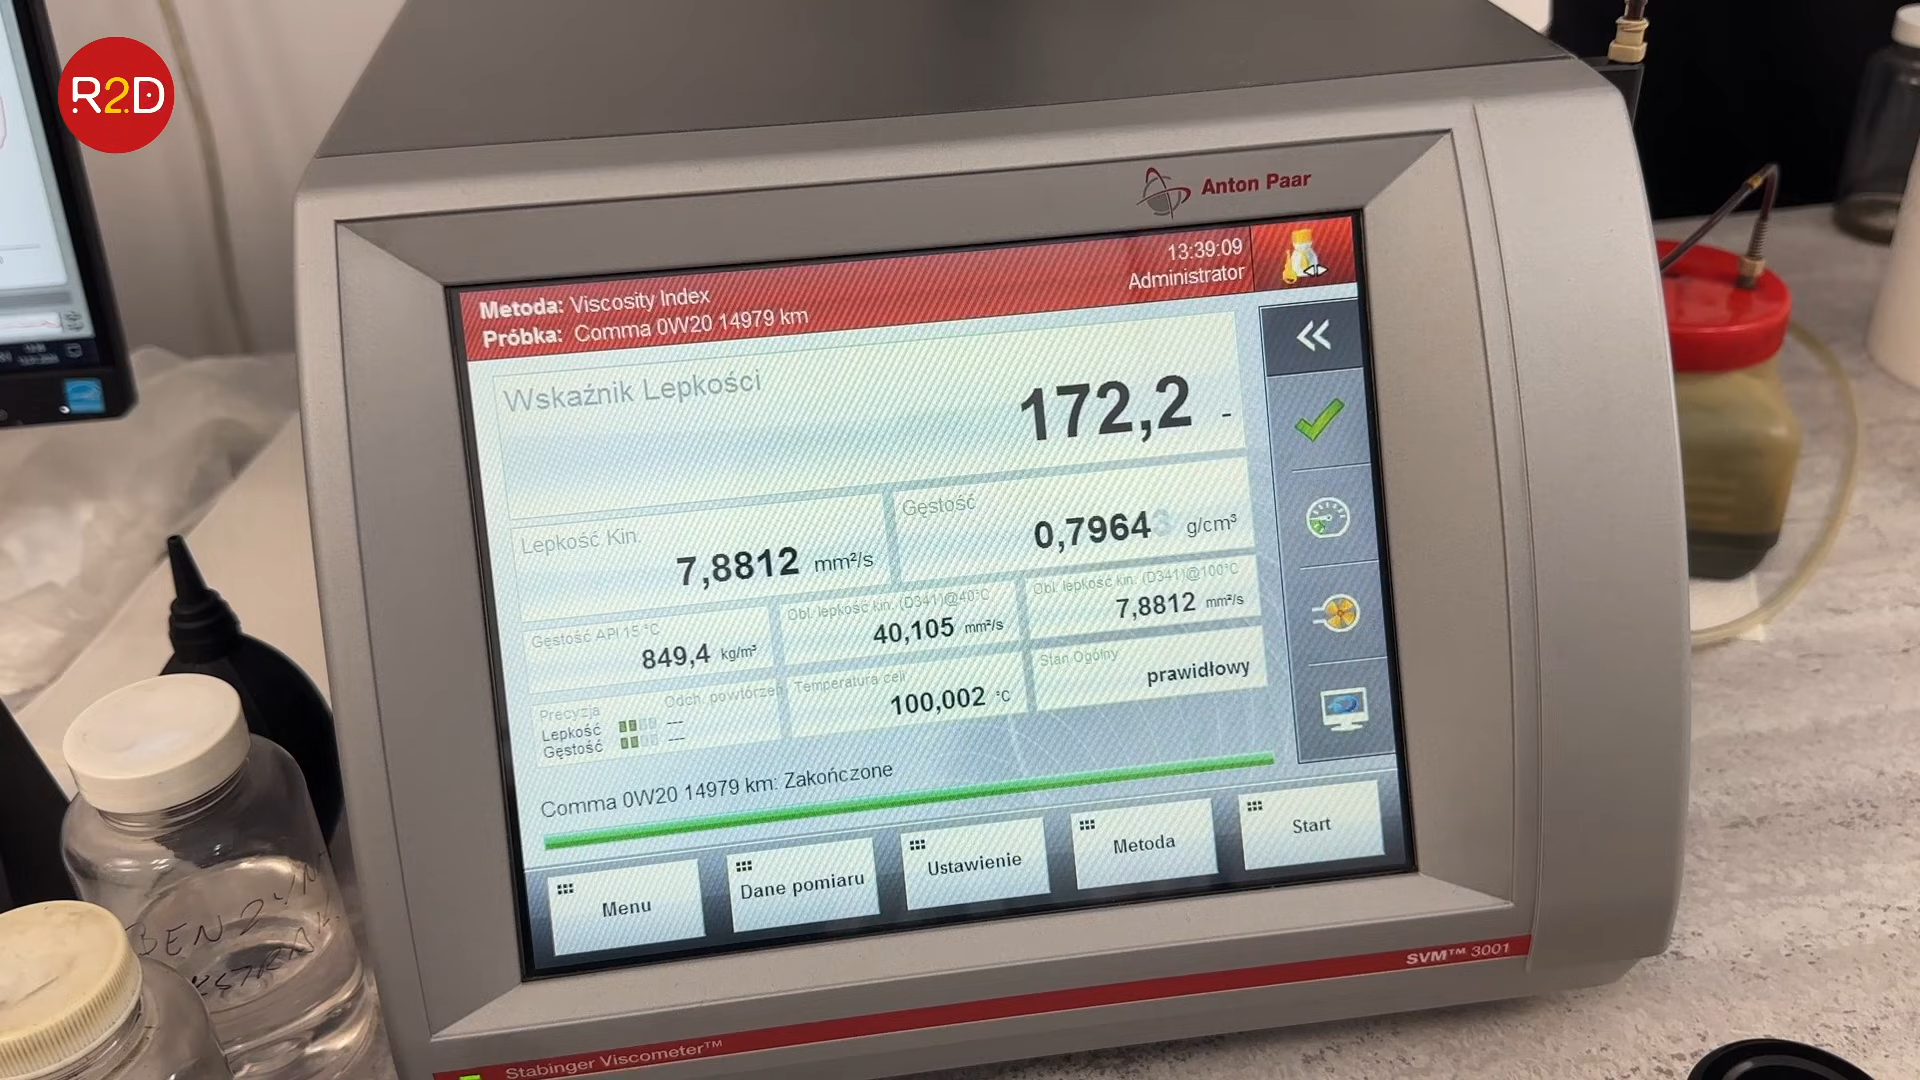 R2D
Anton Paar
13:39:09
Administrator
Metoda: Viscosity Index
Próbka: Comma 0W20 14979 km
Wskaźnik Lepkości
172,2 -
Lepkość Kin.
7,8812 mm²/s
Gęstość
0,7964 g/cm³
Gęstość API 15 °C
849,4 kg/m³
Obl. lepkość kin. (D341)@40°C
40,105 mm²/s
Obl. lepkość kin. (D341)@100°C
7,8812 mm²/s
Precyzja
Odch. powtórzeń
Lepkość ---
Gęstość ---
Temperatura celi
100,002 °C
Stan Ogólny
prawidłowy
Comma 0W20 14979 km: Zakończone
Menu
Dane pomiaru
Ustawienie
Metoda
Start
SVM™ 3001
Stabinger Viscometer™
BENZYN